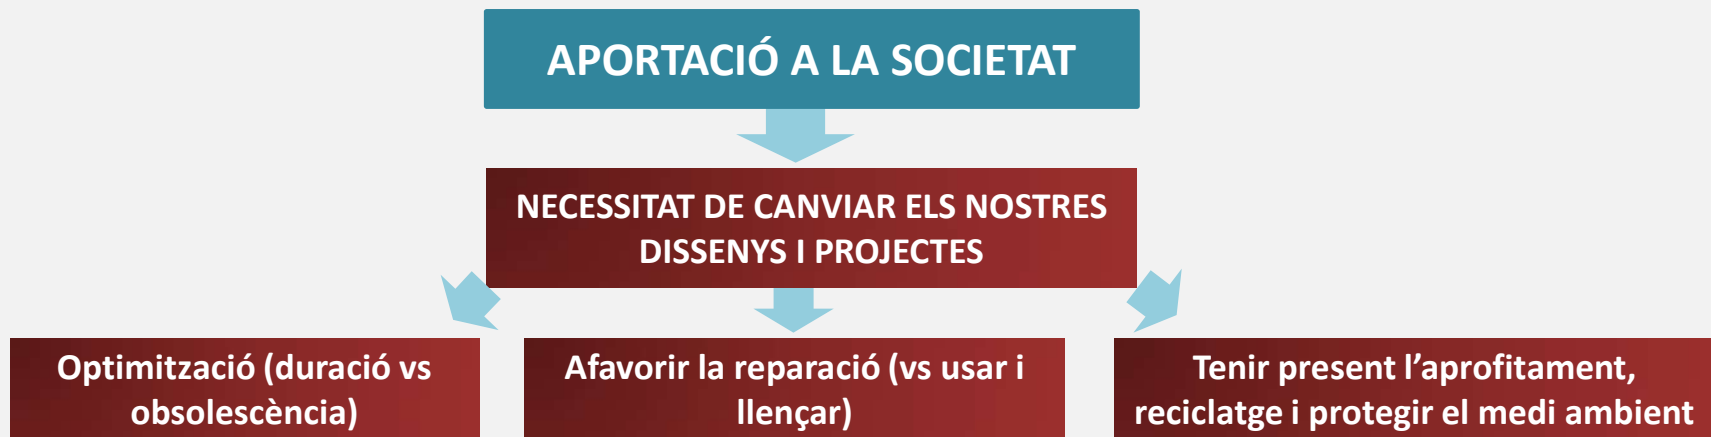 APORTACIÓ A LA SOCIETAT
NECESSITAT DE CANVIAR ELS NOSTRES
DISSENYS I PROJECTES
Optimització (duració vs
obsolescència)
Afavorir la reparació (vs usar i
llençar)
Tenir present l'aprofitament,
reciclatge i protegir el medi ambient